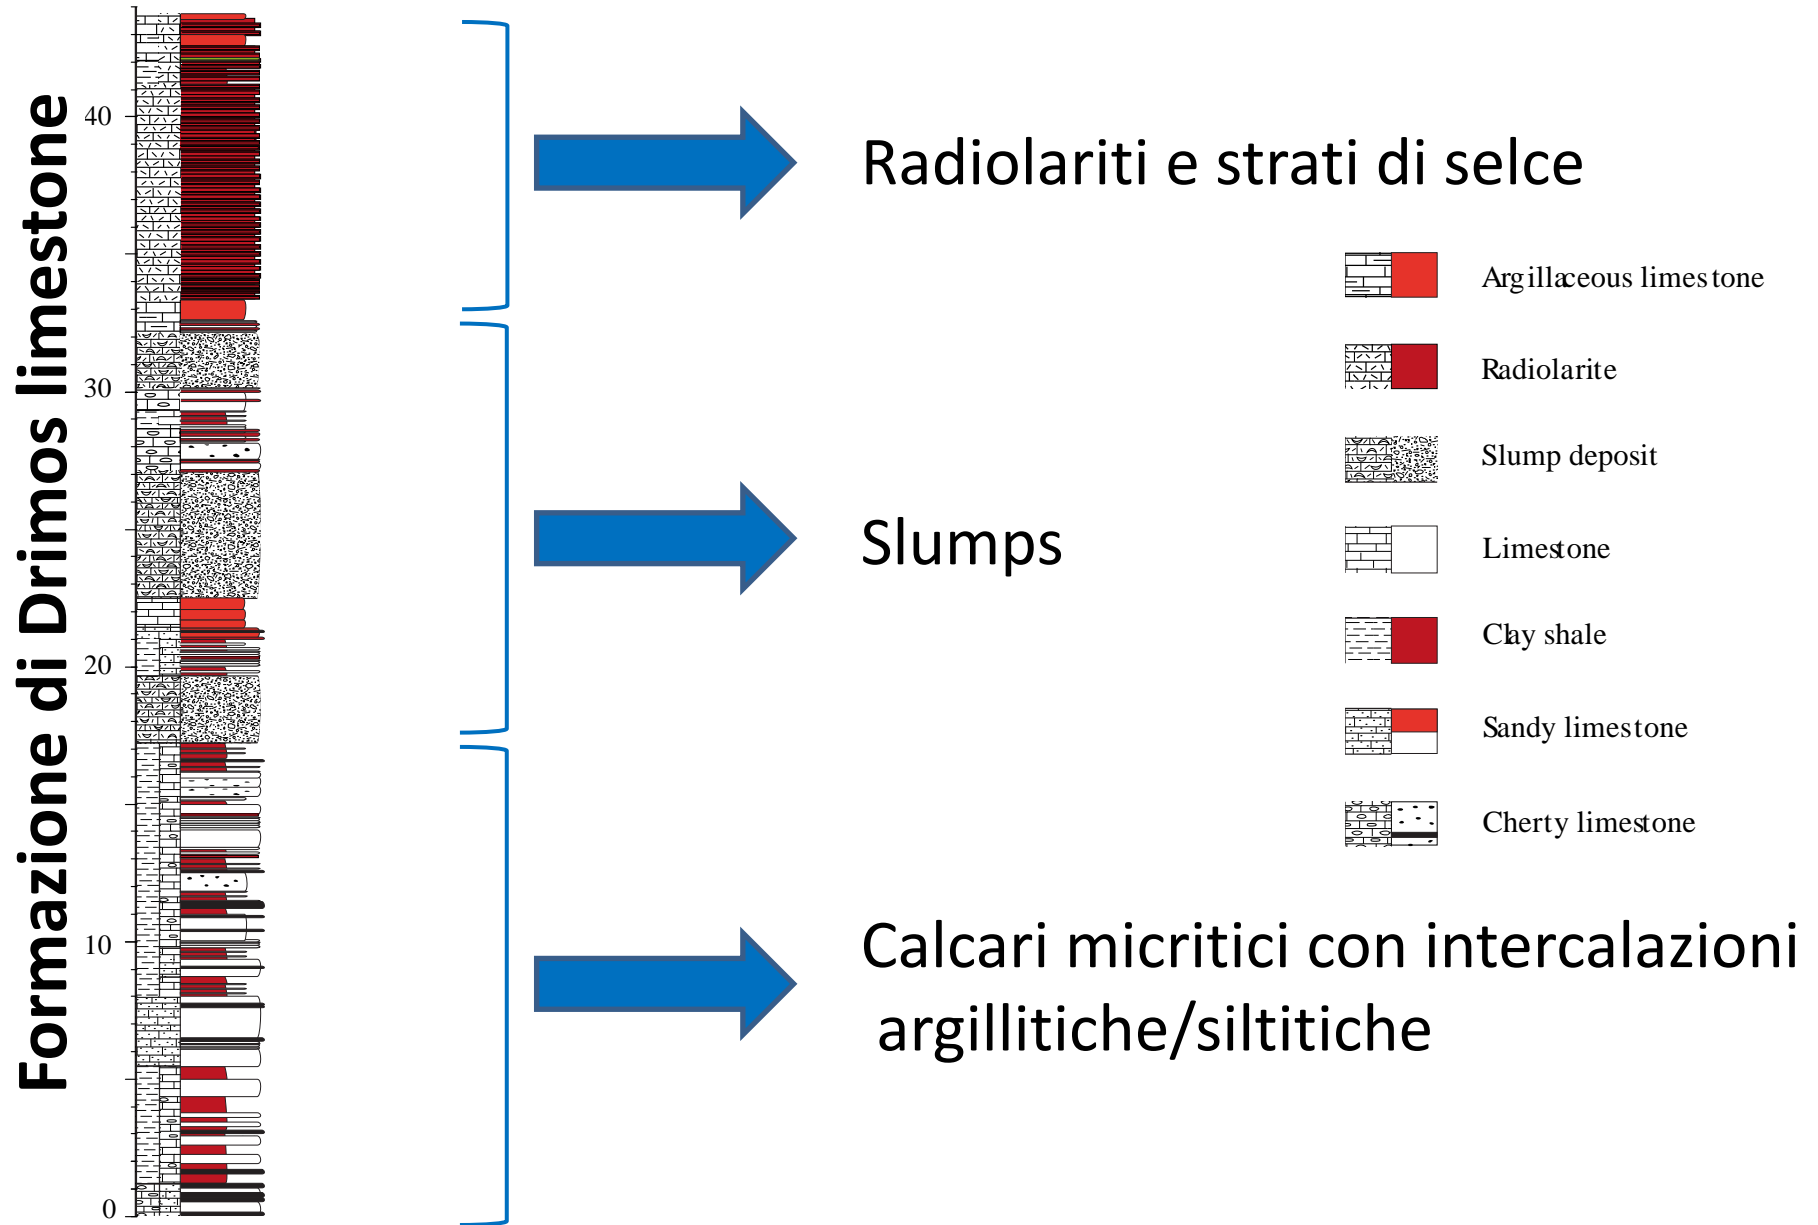 Formazione di Drimos limestone
40
30
20
10
0
Radiolariti e strati di selce
Slumps
Calcari micritici con intercalazioni
argillitiche/siltitiche
Argillaceous limestone
Radiolarite
Slump deposit
Limestone
Clay shale
Sandy limestone
Cherty limestone